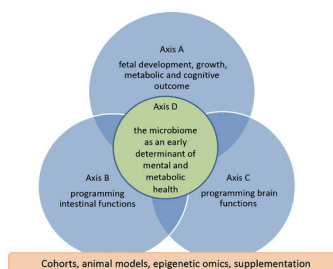 Axis A
fetal development, growth,
metabolic and cognitive
outcome
Axis D
the microbiome
as an early
determinant of
mental and
metabolic
health
Axis B
programming
intestinal functions
Axis C
programming brain
functions
Cohorts, animal models, epigenetic omics, supplementation